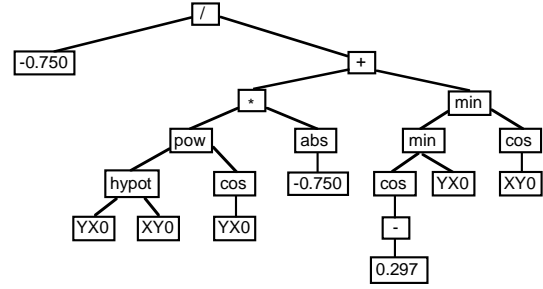 /
-0.750
+
*
min
pow
abs
min
cos
hypot
cos
-0.750
cos
YX0
XY0
YX0
XY0
YX0
-
0.297